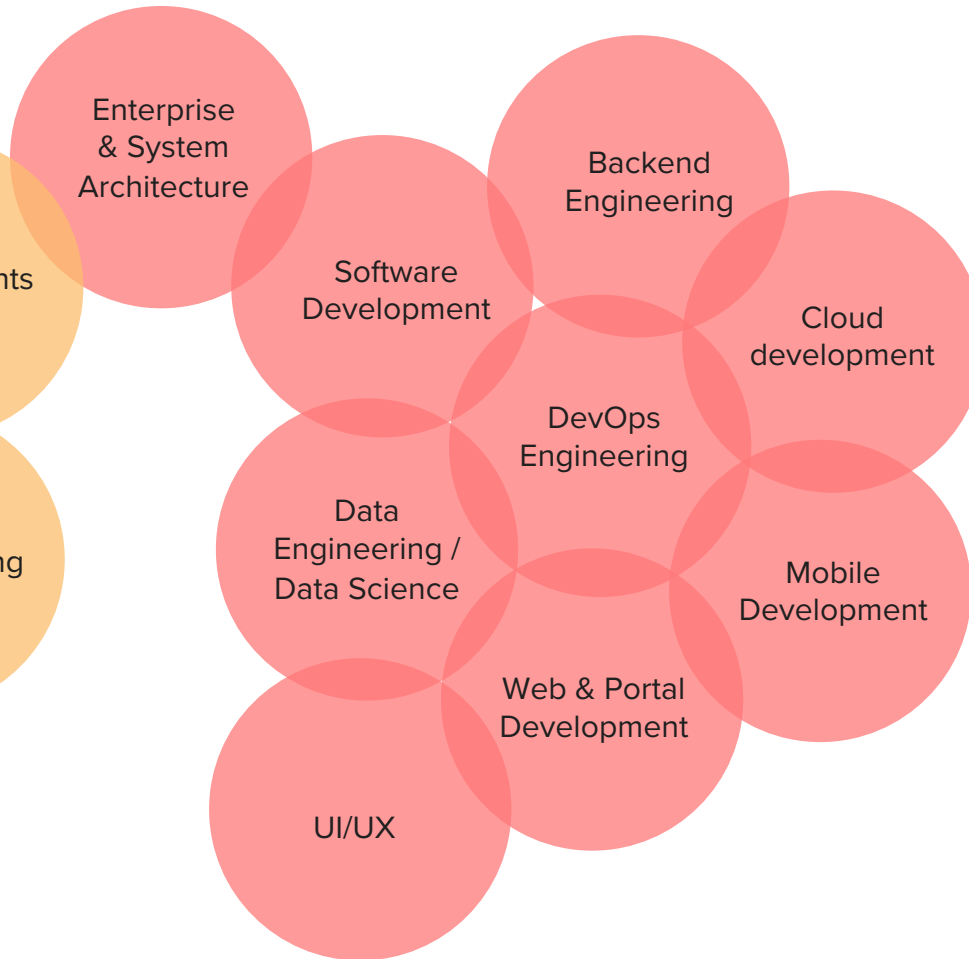 Enterprise
& System
Architecture
Backend
Engineering
Software
Development
Cloud
development
DevOps
Engineering
Data
Engineering /
Data Science
Mobile
Development
Web & Portal
Development
UI/UX